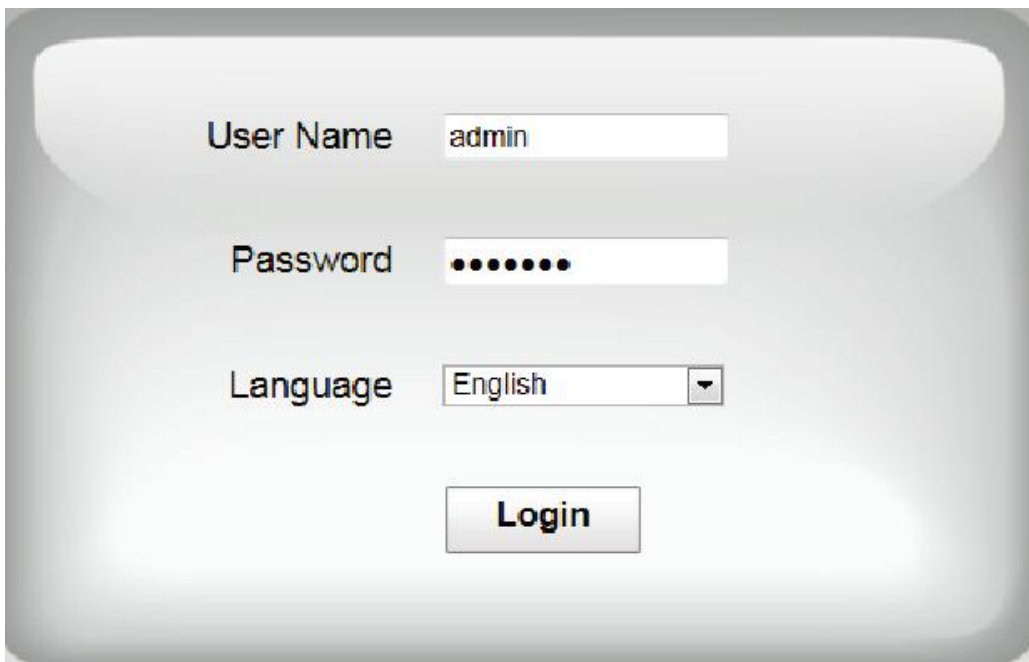 User Name admin
Password •••••••
Language English
Login